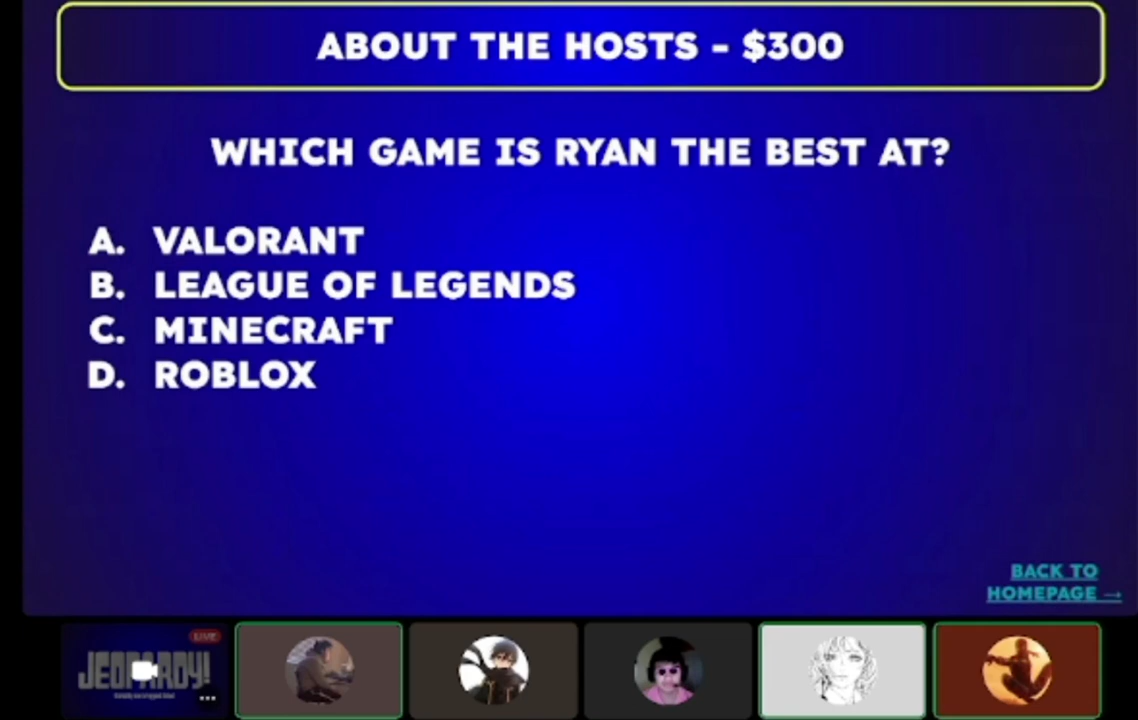 ABOUT THE HOSTS - $300
WHICH GAME IS RYAN THE BEST AT?
A. VALORANT
B. LEAGUE OF LEGENDS
C. MINECRAFT
D. ROBLOX
BACK TO
HOMEPAGE →
LIVE
JEOPARDY!